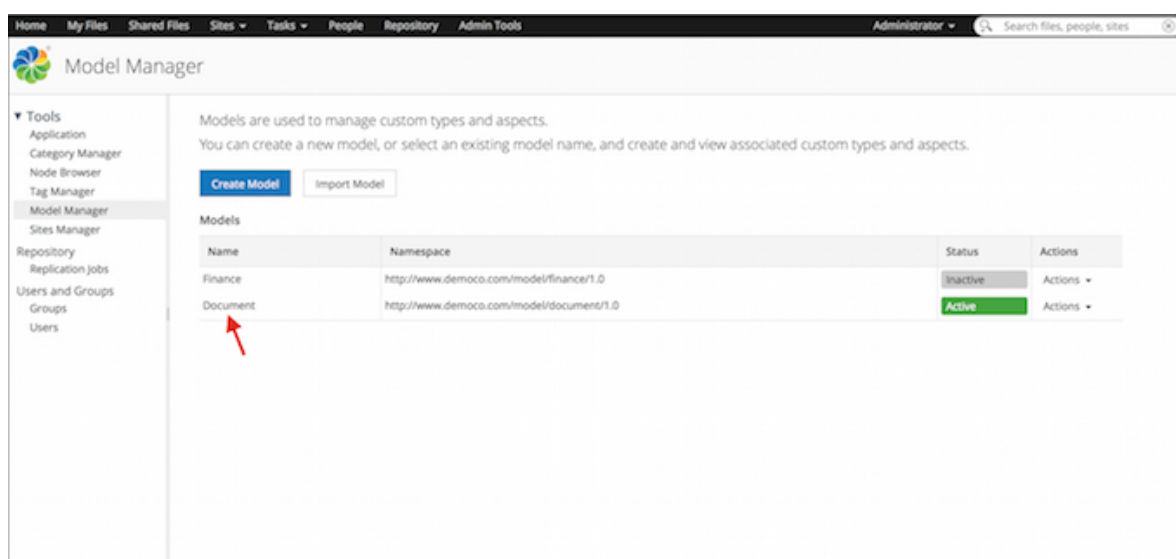 Home My Files Shared Files Sites Tasks People Repository Admin Tools Administrator Search files, people, sites
Model Manager
Tools
Application
Category Manager
Node Browser
Tag Manager
Model Manager
Sites Manager
Repository
Replication Jobs
Users and Groups
Groups
Users
Models are used to manage custom types and aspects.
You can create a new model, or select an existing model name, and create and view associated custom types and aspects.
Create Model Import Model
Models
Name Namespace Status Actions
Finance http://www.democo.com/model/finance/1.0 Inactive Actions
Document http://www.democo.com/model/document/1.0 Active Actions